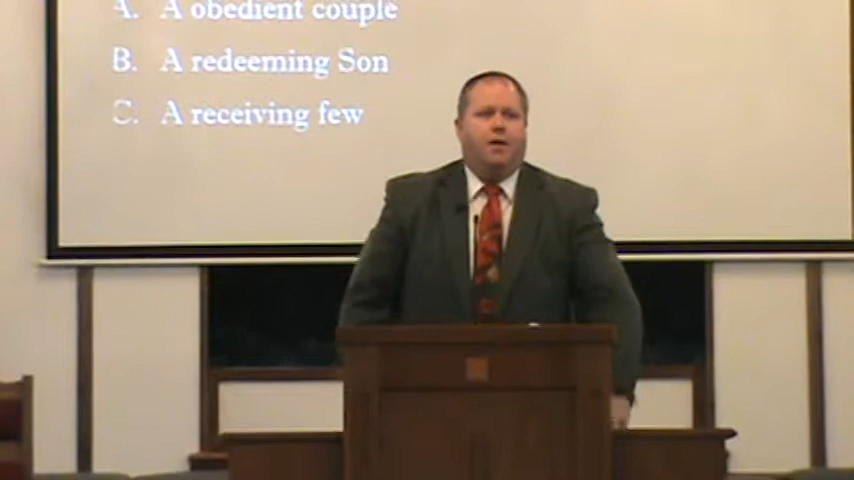 A. A obedient couple
B. A redeeming Son
C. A receiving few